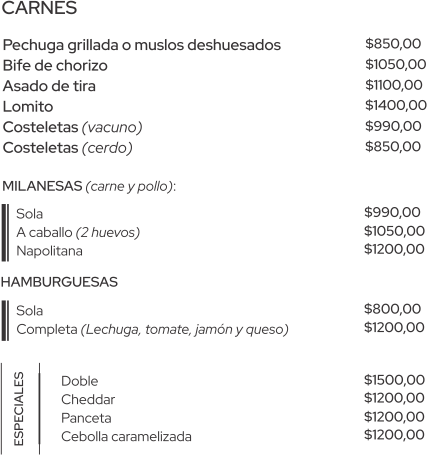 CARNES
Pechuga grillada o muslos deshuesados $850,00
Bife de chorizo $1050,00
Asado de tira $1100,00
Lomito $1400,00
Costeletas (vacuno) $990,00
Costeletas (cerdo) $850,00
MILANESAS (carne y pollo):
Sola $990,00
A caballo (2 huevos) $1050,00
Napolitana $1200,00
HAMBURGUESAS
Sola $800,00
Completa (Lechuga, tomate, jamón y queso) $1200,00
ESPECIALES
Doble $1500,00
Cheddar $1200,00
Panceta $1200,00
Cebolla caramelizada $1200,00